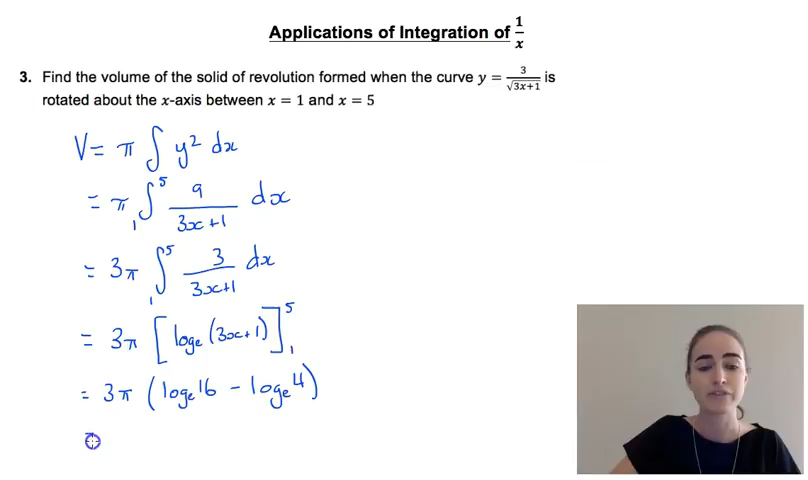 Applications of Integration of 1/x
3. Find the volume of the solid of revolution formed when the curve y = 3/√(3x+1) is
rotated about the x-axis between x = 1 and x = 5
V = π ∫ y² dx
= π ∫₁⁵ 9/(3x+1) dx
= 3π ∫₁⁵ 3/(3x+1) dx
= 3π [logₑ(3x+1)]₁⁵
= 3π (logₑ16 − logₑ4)